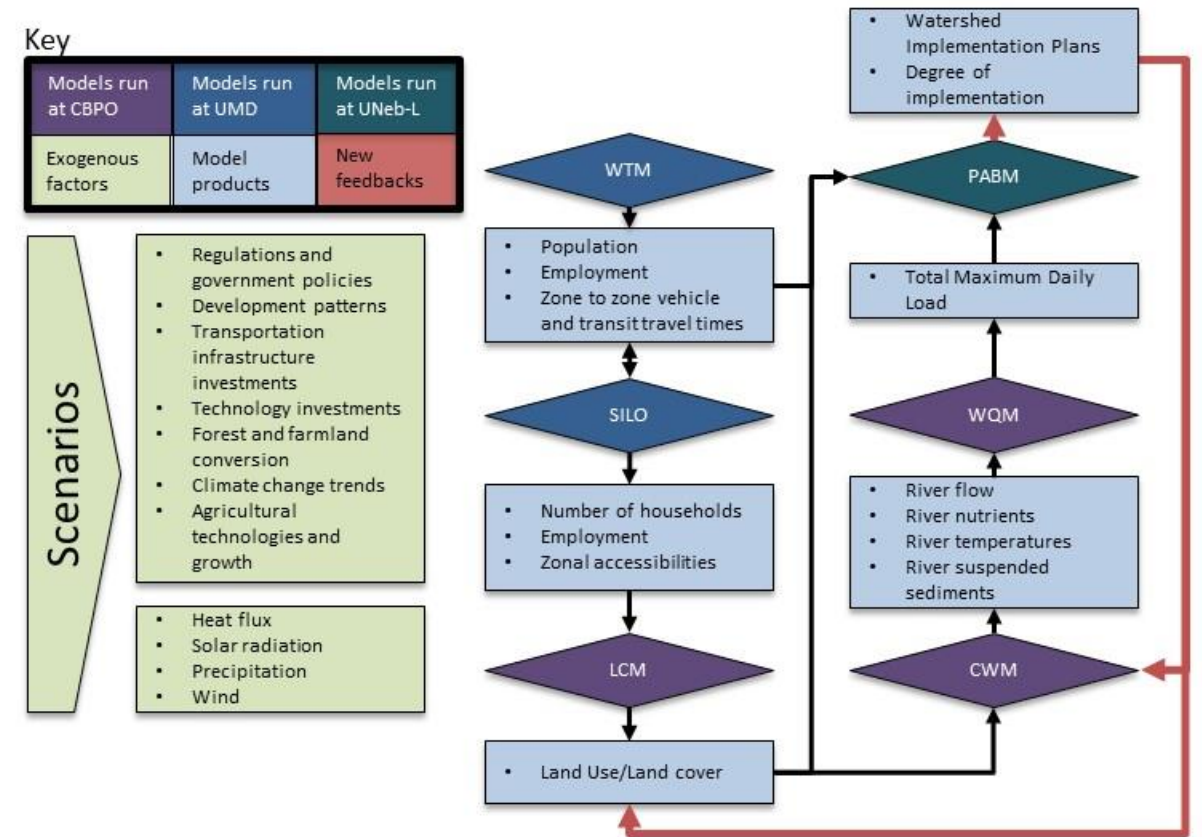 Key
Models run
at CBPO
Models run
at UMD
Models run
at UNeb-L
Exogenous
factors
Model
products
New
feedbacks
Scenarios
• Regulations and
government policies
• Development patterns
• Transportation
infrastructure
investments
• Technology investments
• Forest and farmland
conversion
• Climate change trends
• Agricultural
technologies and
growth
• Heat flux
• Solar radiation
• Precipitation
• Wind
WTM
• Population
• Employment
• Zone to zone vehicle
and transit travel times
SILO
• Number of households
• Employment
• Zonal accessibilities
LCM
• Land Use/Land cover
• Watershed
Implementation Plans
• Degree of
implementation
PABM
• Total Maximum Daily
Load
WQM
• River flow
• River nutrients
• River temperatures
• River suspended
sediments
CWM